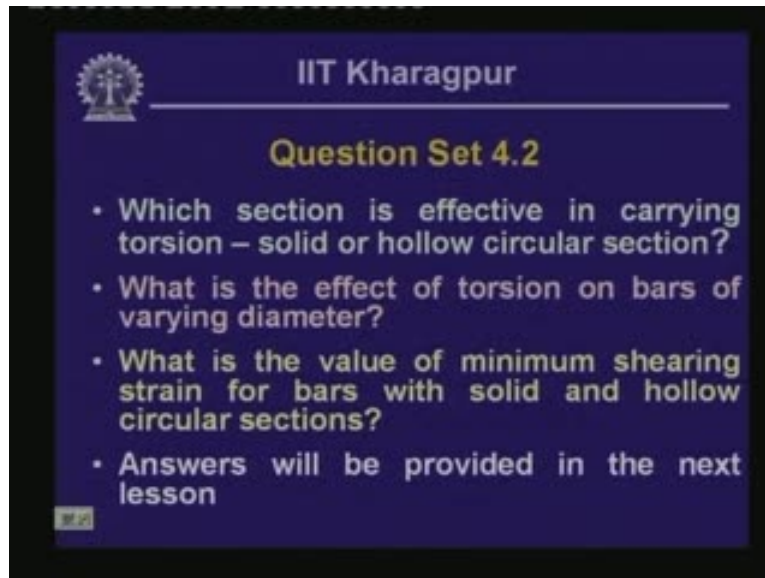 IIT Kharagpur
Question Set 4.2
• Which section is effective in carrying
torsion – solid or hollow circular section?
• What is the effect of torsion on bars of
varying diameter?
• What is the value of minimum shearing
strain for bars with solid and hollow
circular sections?
• Answers will be provided in the next
lesson